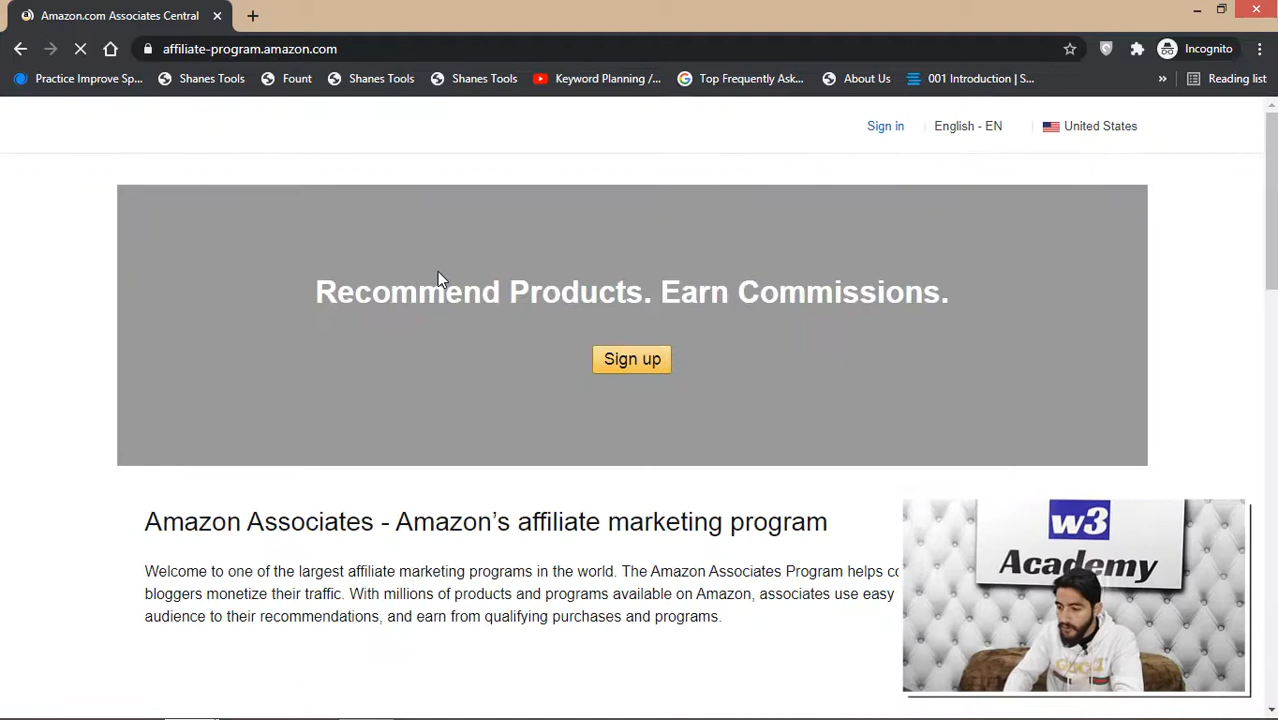 Amazon.com Associates Central
affiliate-program.amazon.com
Incognito
Practice Improve Sp...
Shanes Tools
Fount
Shanes Tools
Shanes Tools
Keyword Planning /...
Top Frequently Ask...
About Us
001 Introduction | S...
Reading list
Sign in
English - EN
United States
Recommend Products. Earn Commissions.
Sign up
Amazon Associates - Amazon's affiliate marketing program
Welcome to one of the largest affiliate marketing programs in the world. The Amazon Associates Program helps
bloggers monetize their traffic. With millions of products and programs available on Amazon, associates use easy
audience to their recommendations, and earn from qualifying purchases and programs.
w3
Academy
GUCCI